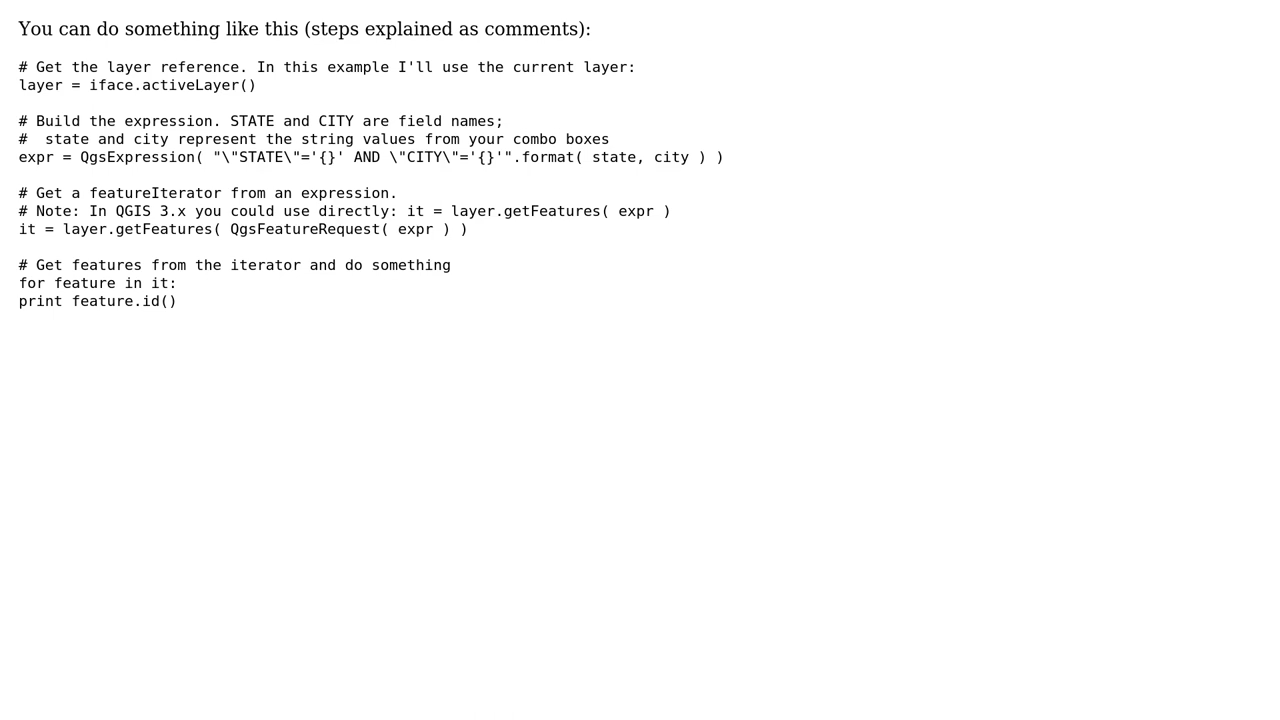 You can do something like this (steps explained as comments):
# Get the layer reference. In this example I'll use the current layer:
layer = iface.activeLayer()
# Build the expression. STATE and CITY are field names;
#  state and city represent the string values from your combo boxes
expr = QgsExpression( "\"STATE\"='{}' AND \"CITY\"='{}'".format( state, city ) )
# Get a featureIterator from an expression.
# Note: In QGIS 3.x you could use directly: it = layer.getFeatures( expr )
it = layer.getFeatures( QgsFeatureRequest( expr ) )
# Get features from the iterator and do something
for feature in it:
print feature.id()